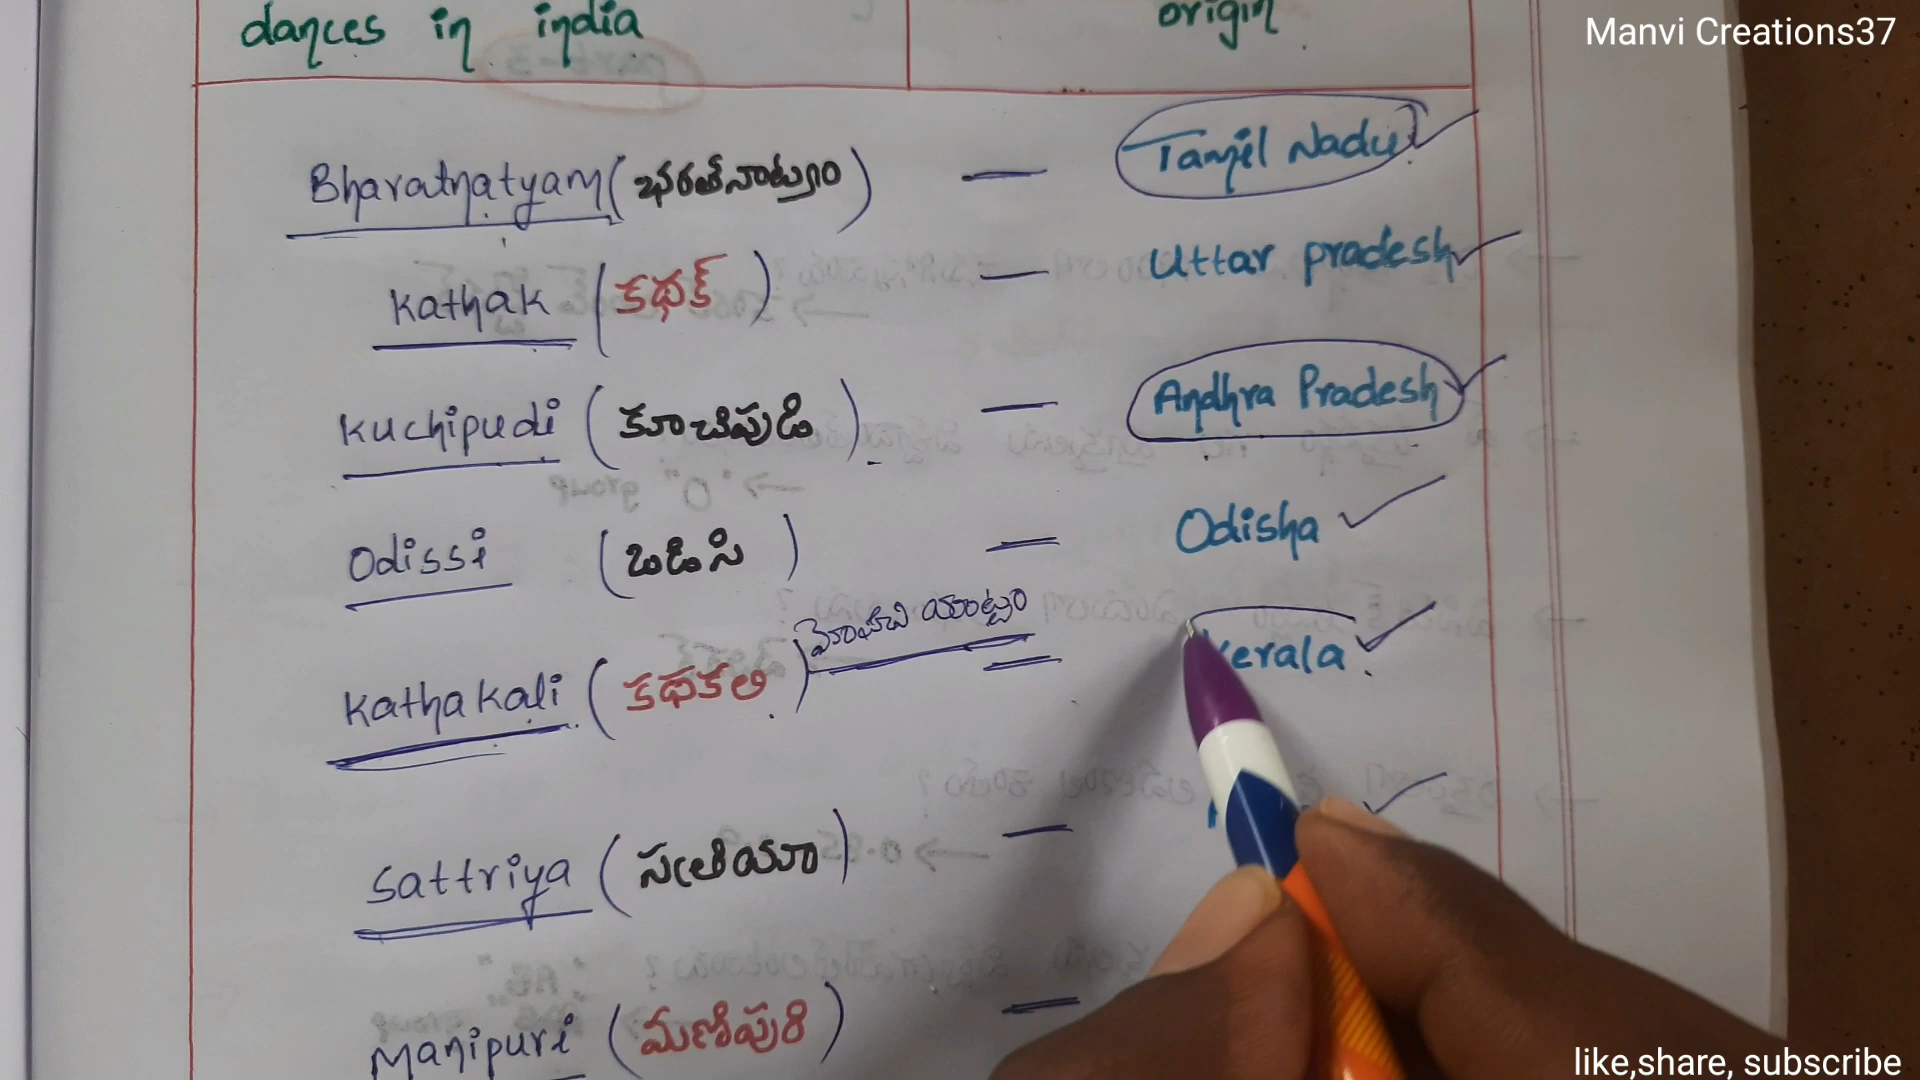 Manvi Creations37
dances in india origin
Bharatnatyam (భరతనాట్యం) — Tamil Nadu
Kathak (కథక్) — Uttar pradesh
Kuchipudi (కూచిపుడి) — Andhra Pradesh
Odissi (ఒడిసి) — Odisha
Kathakali (కథకలి) = Kerala
Sattriya (సత్రియా) —
Manipuri (మణిపురి) —
like,share, subscribe